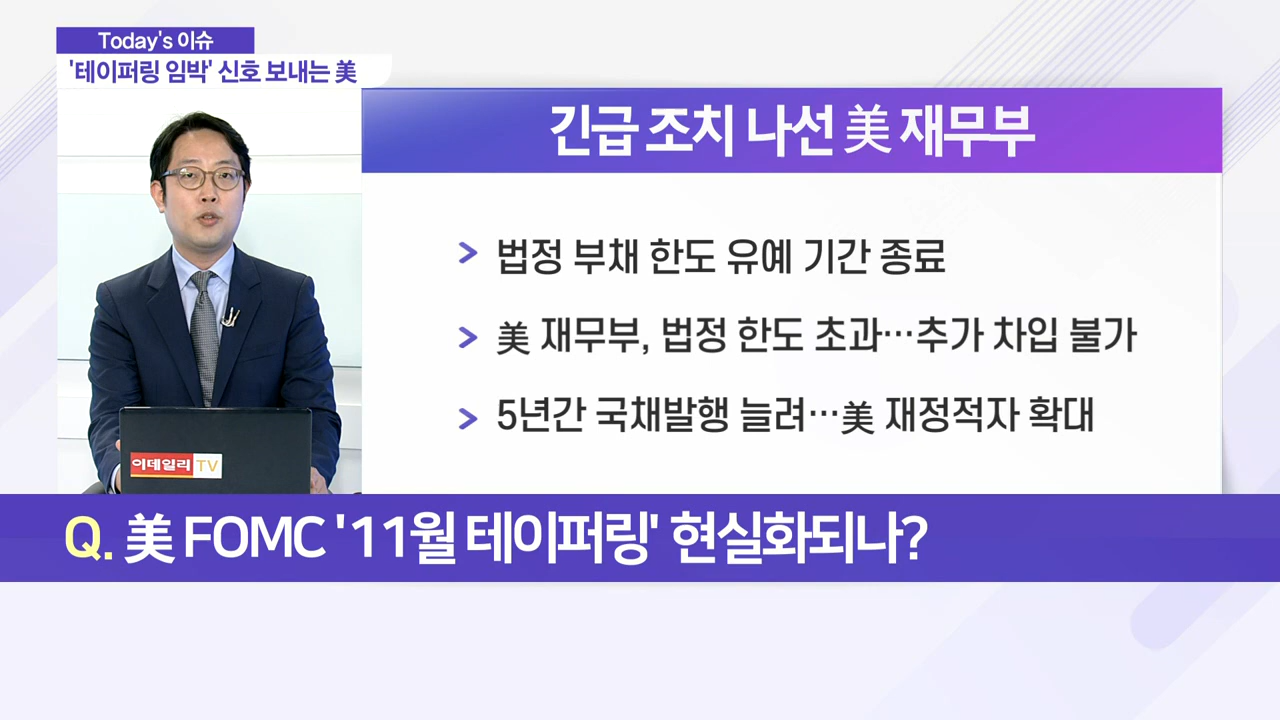 Today's 이슈
'테이퍼링 임박' 신호 보내는 美
긴급 조치 나선 美 재무부
> 법정 부채 한도 유예 기간 종료
> 美 재무부, 법정 한도 초과…추가 차입 불가
> 5년간 국채발행 늘려…美 재정적자 확대
이데일리 TV
Q. 美 FOMC '11월 테이퍼링' 현실화되나?